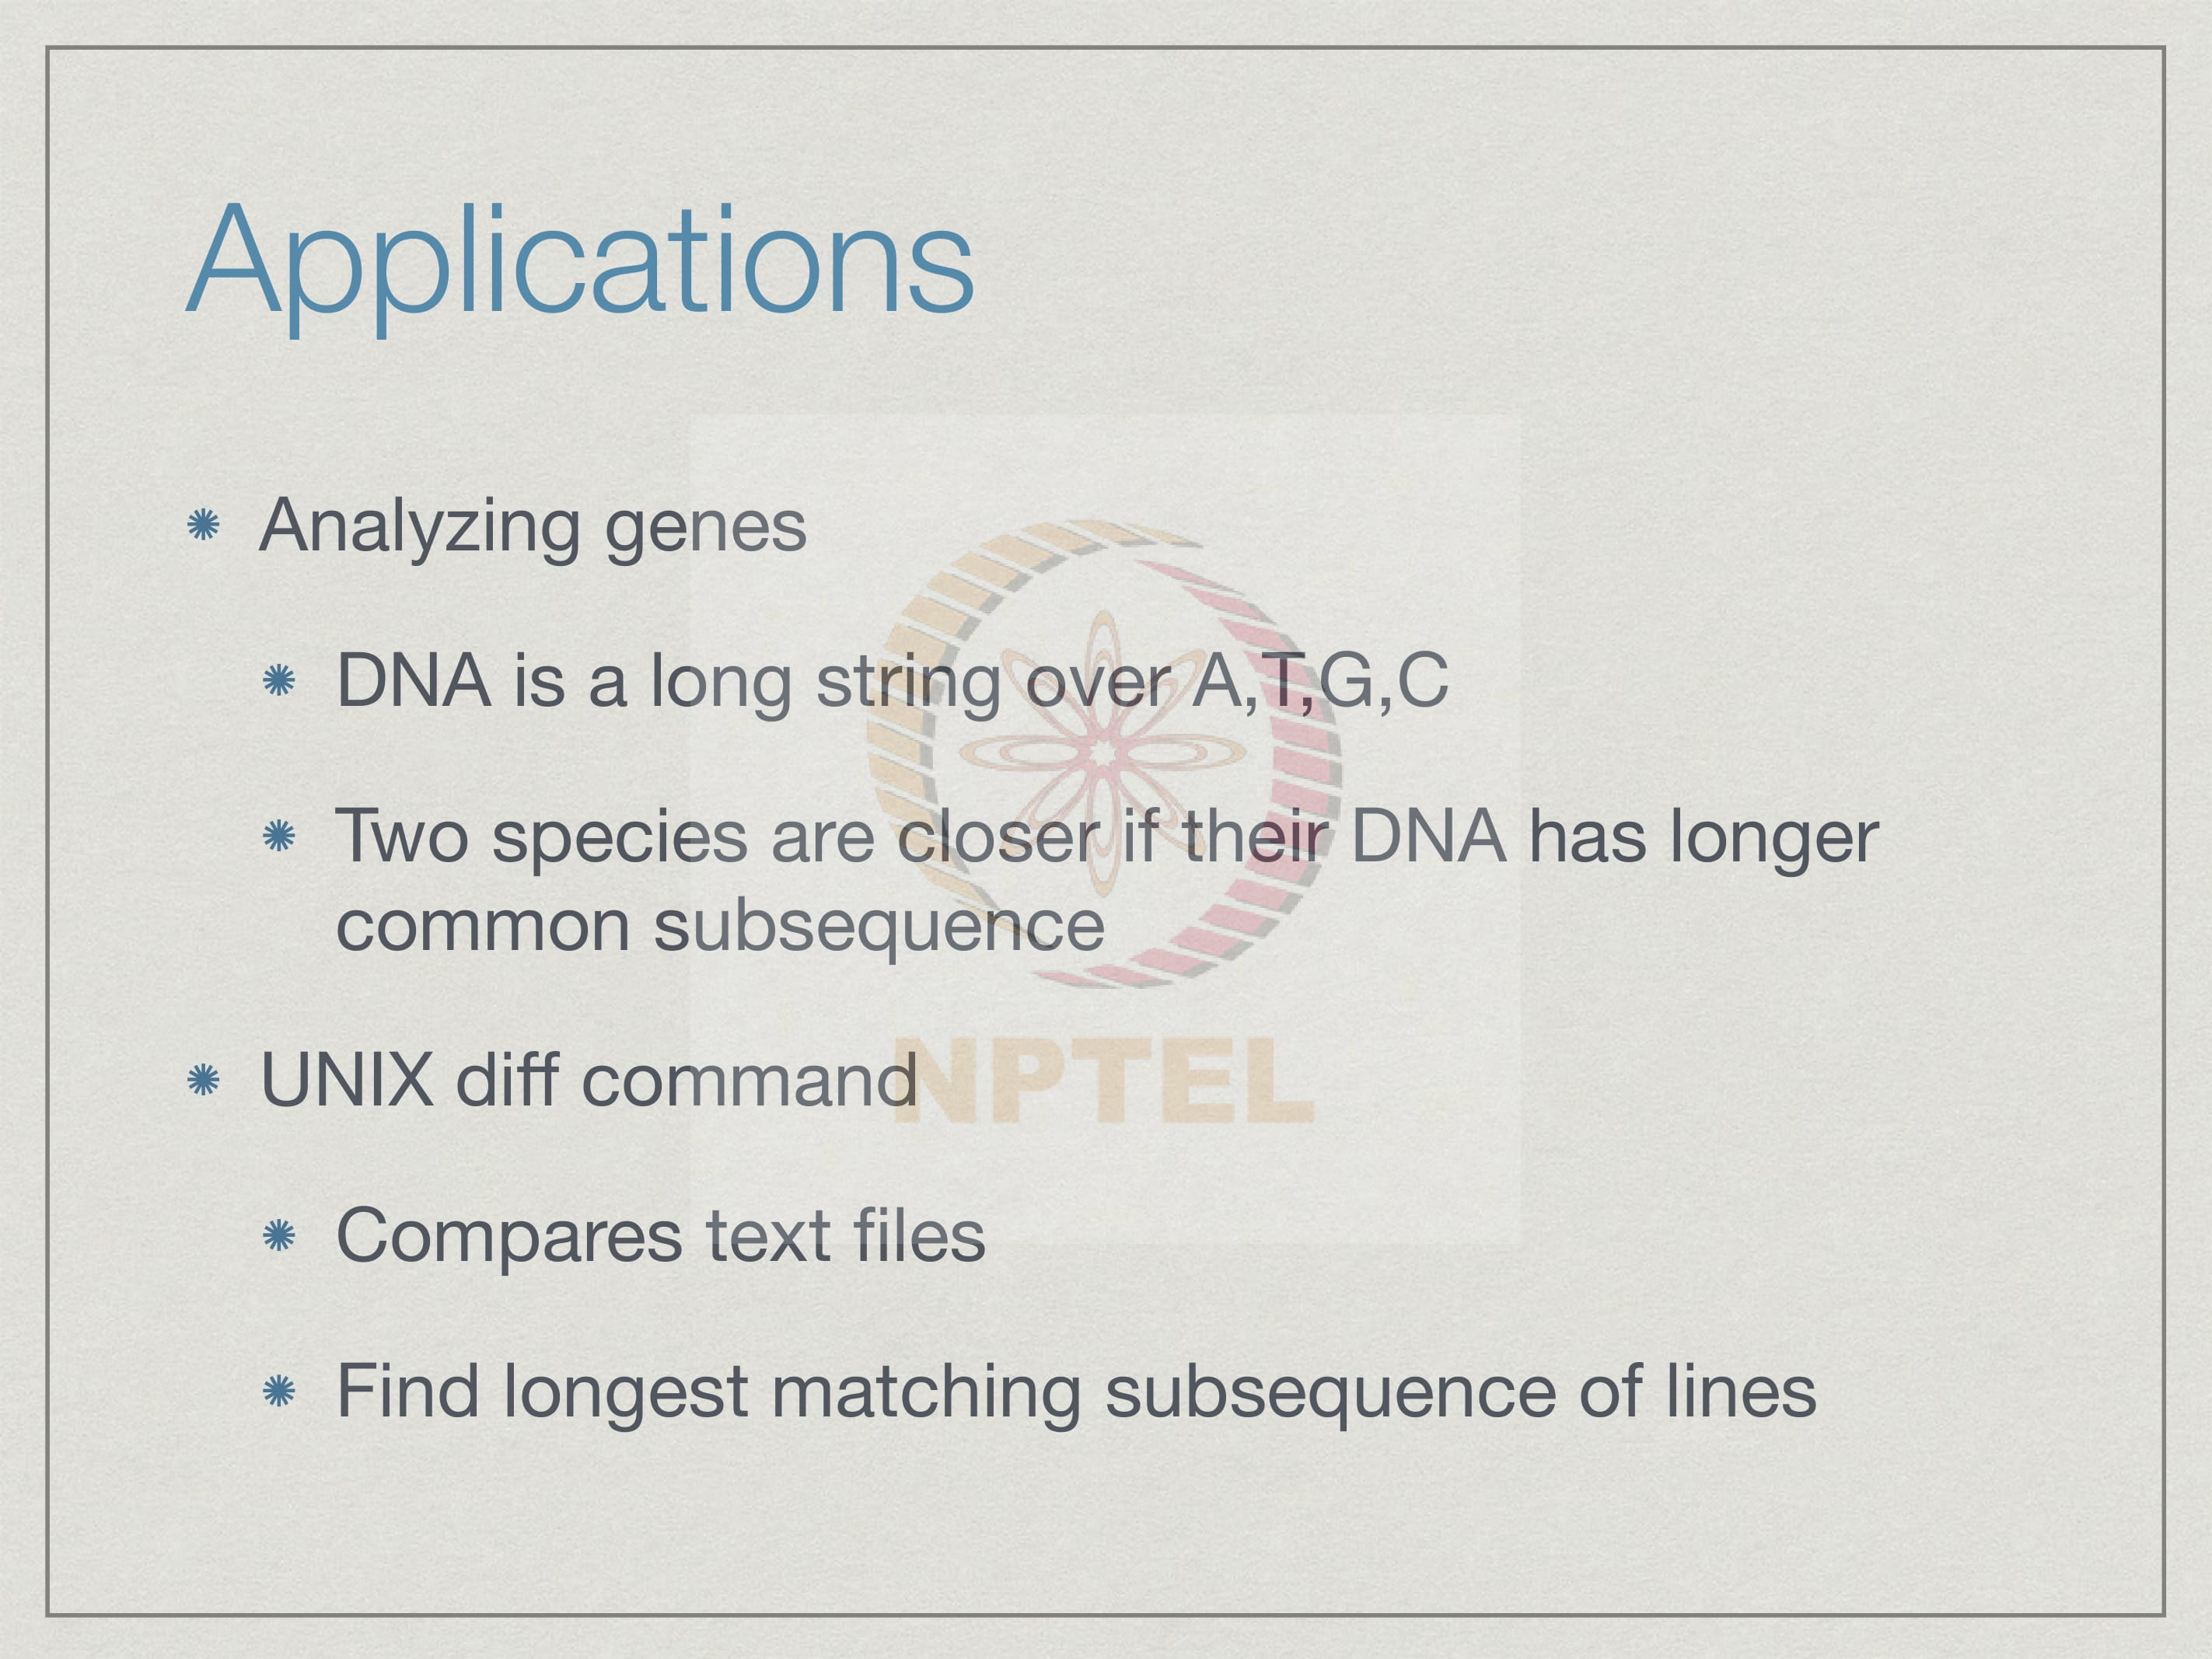 Applications
Analyzing genes
DNA is a long string over A,T,G,C
Two species are closer if their DNA has longer
common subsequence
UNIX diff command
NPTEL
Compares text files
Find longest matching subsequence of lines